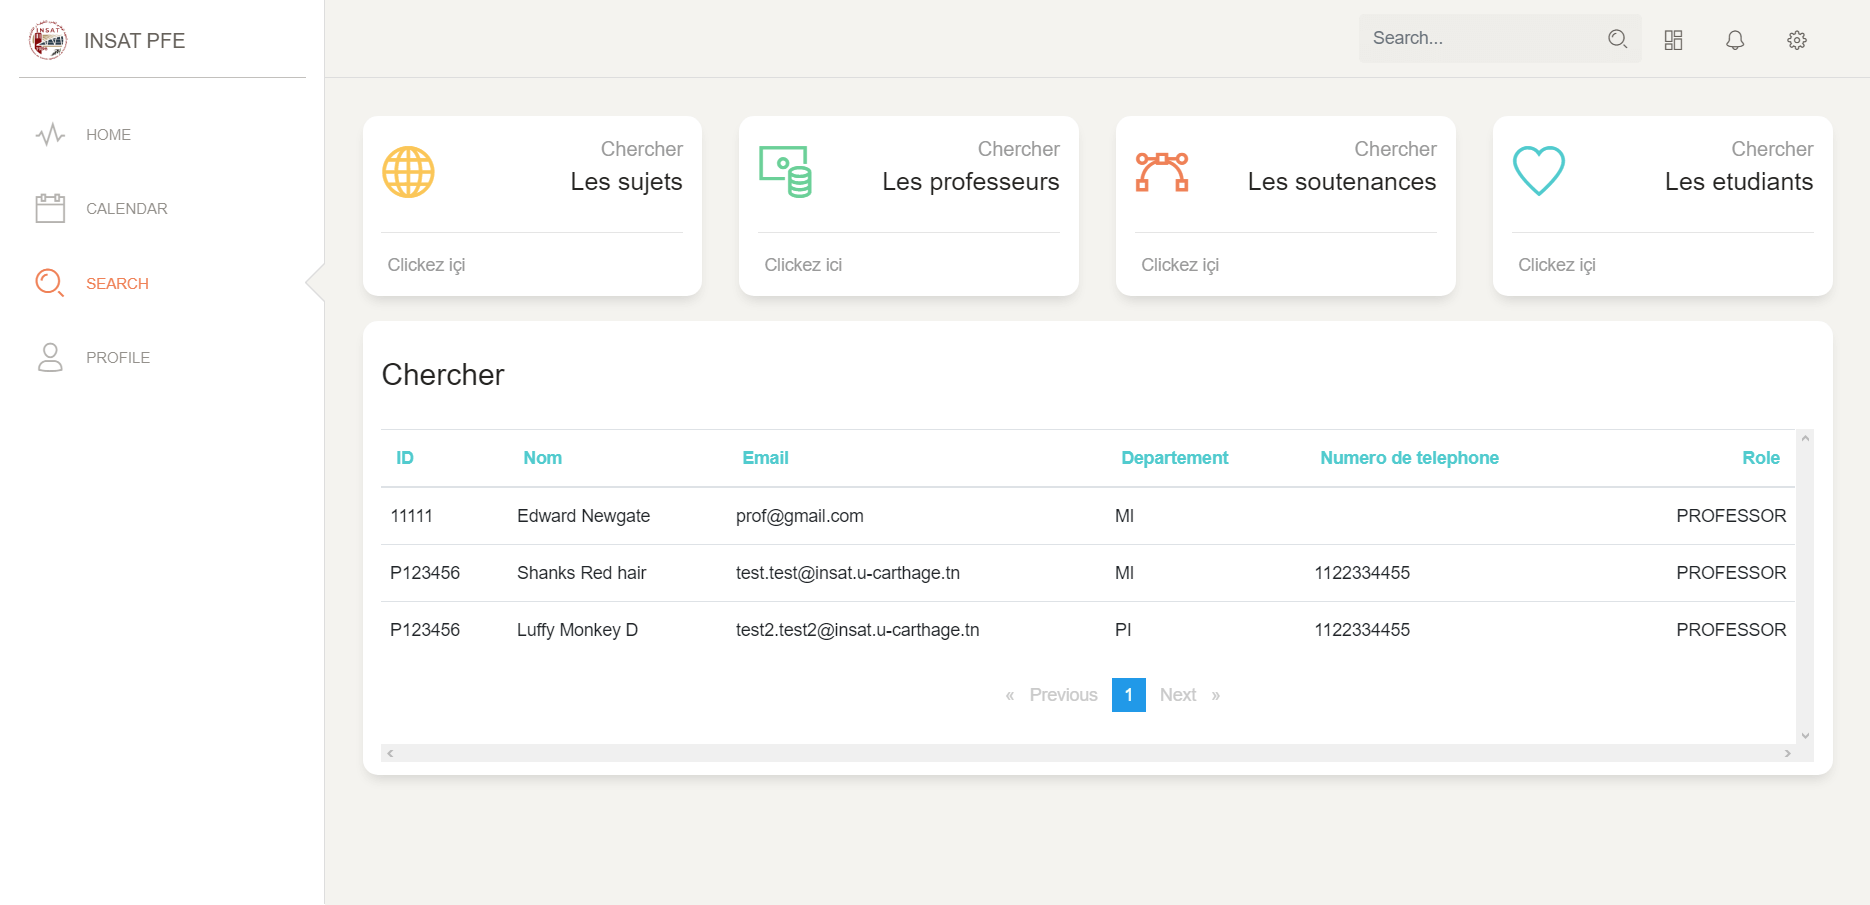 INSAT
INSAT PFE
Search...
HOME
CALENDAR
SEARCH
PROFILE
Chercher
Les sujets
Clickez içi
Chercher
Les professeurs
Clickez ici
Chercher
Les soutenances
Clickez içi
Chercher
Les etudiants
Clickez içi
Chercher
ID Nom Email Departement Numero de telephone Role
11111 Edward Newgate prof@gmail.com MI PROFESSOR
P123456 Shanks Red hair test.test@insat.u-carthage.tn MI 1122334455 PROFESSOR
P123456 Luffy Monkey D test2.test2@insat.u-carthage.tn PI 1122334455 PROFESSOR
« Previous 1 Next »